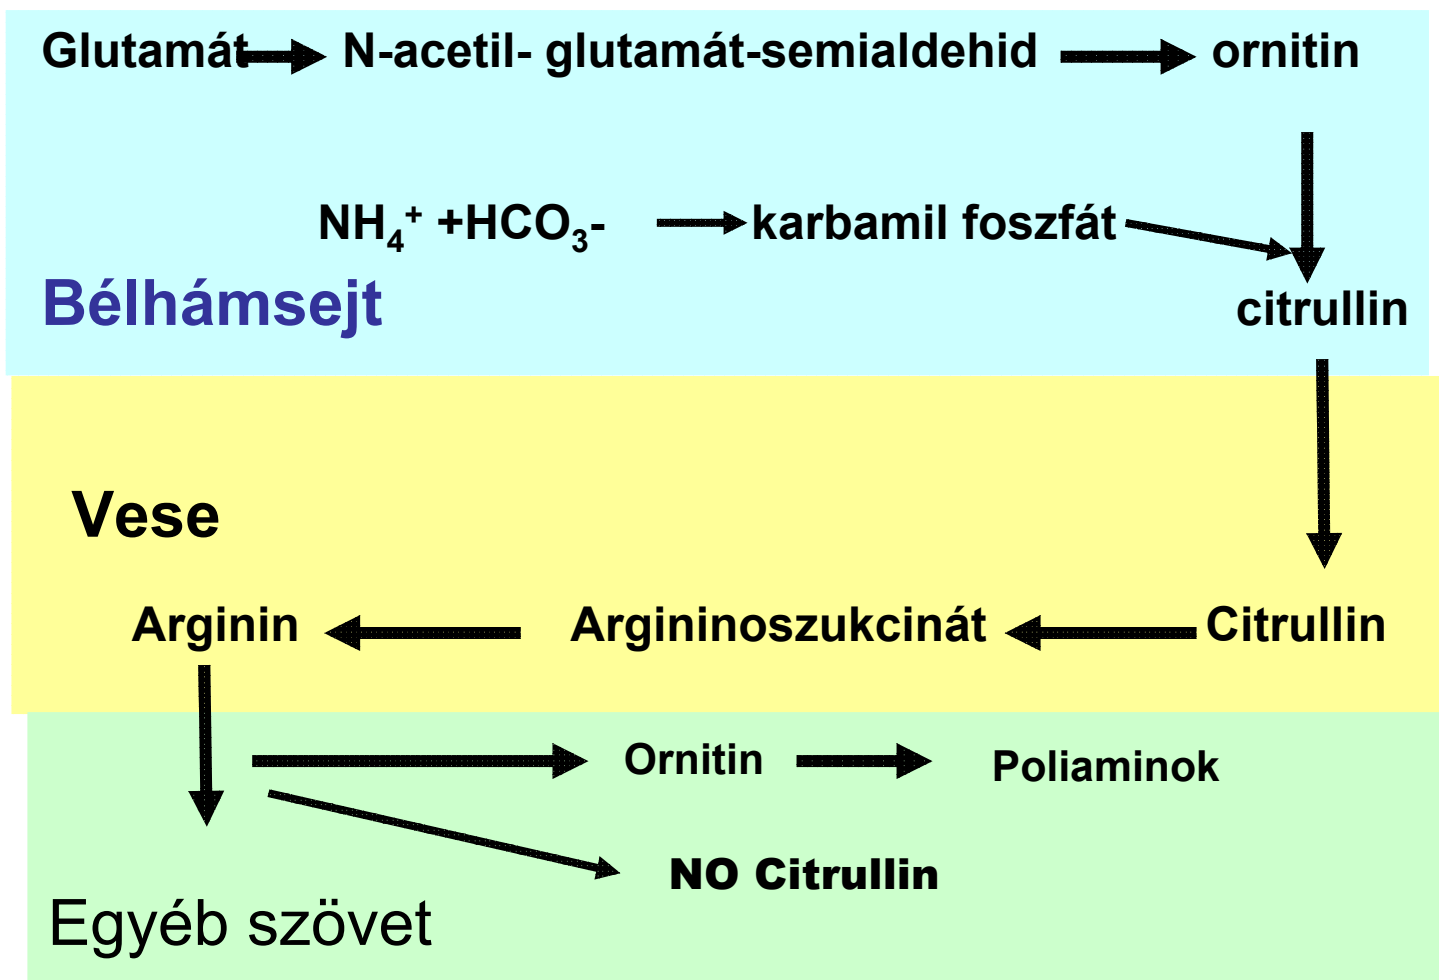 Glutamát N-acetil- glutamát-semialdehid ornitin
NH₄⁺ +HCO₃- karbamil foszfát
Bélhámsejt
citrullin
Vese
Arginin Argininoszukcinát Citrullin
Ornitin Poliaminok
NO Citrullin
Egyéb szövet